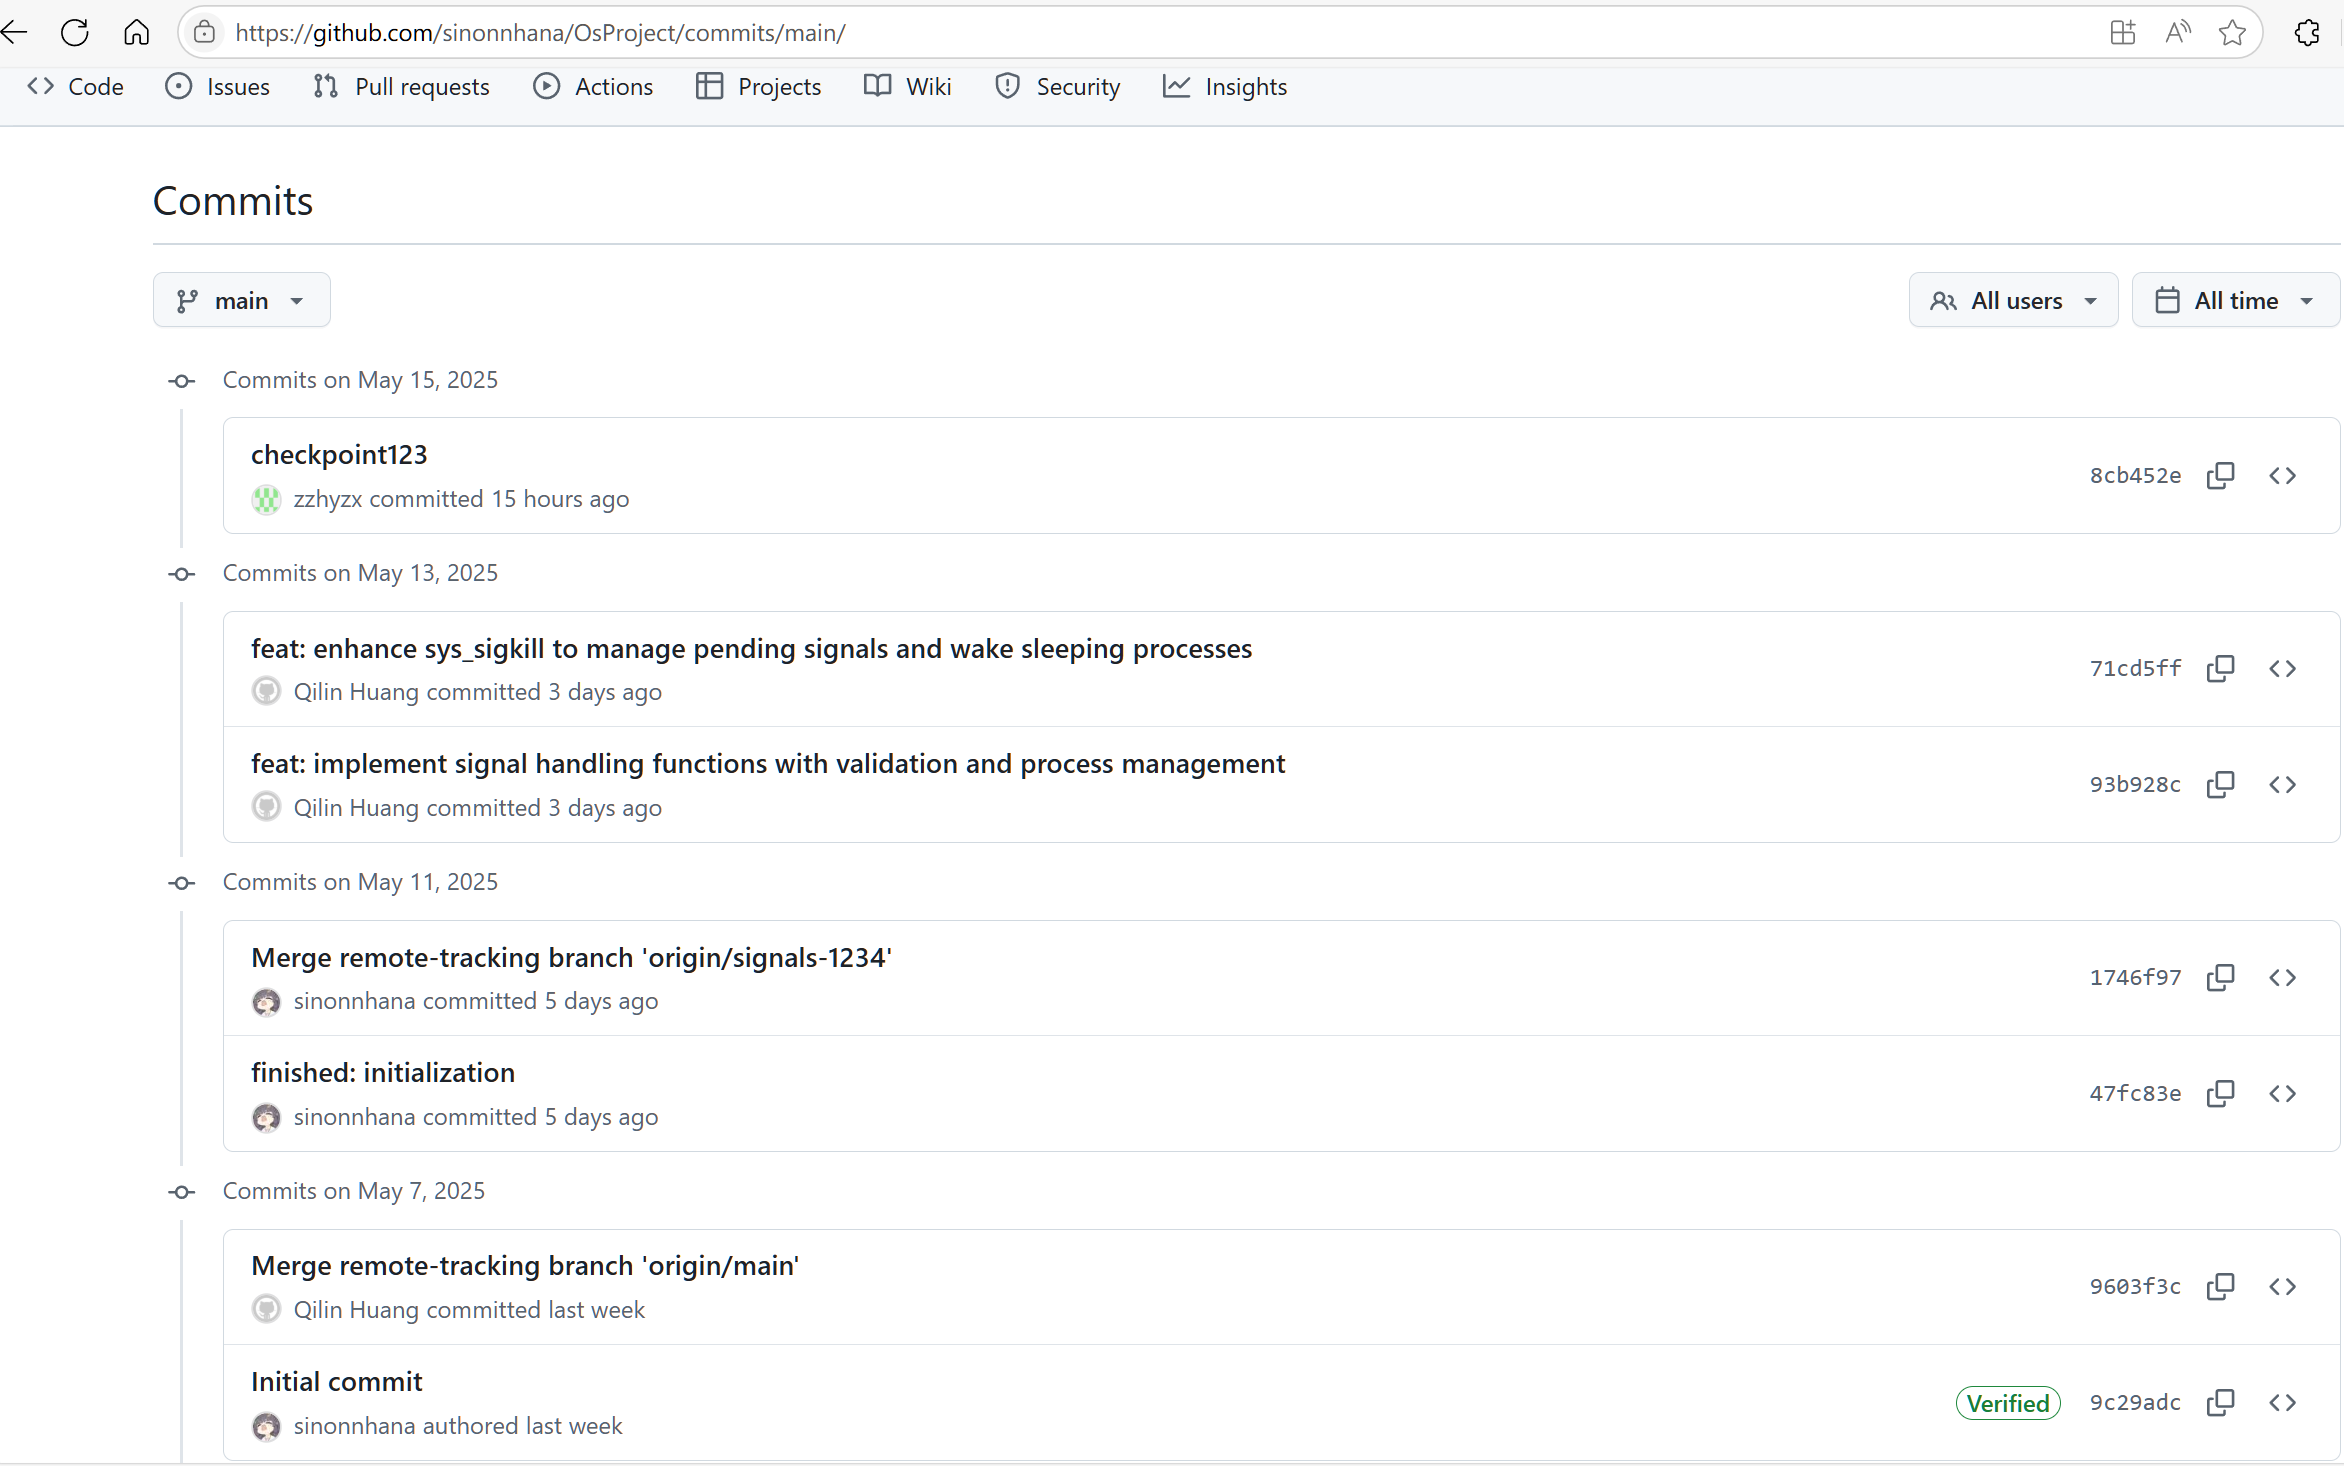 https://github.com/sinonnhana/OsProject/commits/main/
Code Issues Pull requests Actions Projects Wiki Security Insights
Commits
main All users All time
Commits on May 15, 2025
checkpoint123
zzhyzx committed 15 hours ago
8cb452e
Commits on May 13, 2025
feat: enhance sys_sigkill to manage pending signals and wake sleeping processes
Qilin Huang committed 3 days ago
71cd5ff
feat: implement signal handling functions with validation and process management
Qilin Huang committed 3 days ago
93b928c
Commits on May 11, 2025
Merge remote-tracking branch 'origin/signals-1234'
sinonnhana committed 5 days ago
1746f97
finished: initialization
sinonnhana committed 5 days ago
47fc83e
Commits on May 7, 2025
Merge remote-tracking branch 'origin/main'
Qilin Huang committed last week
9603f3c
Initial commit
sinonnhana authored last week
Verified 9c29adc